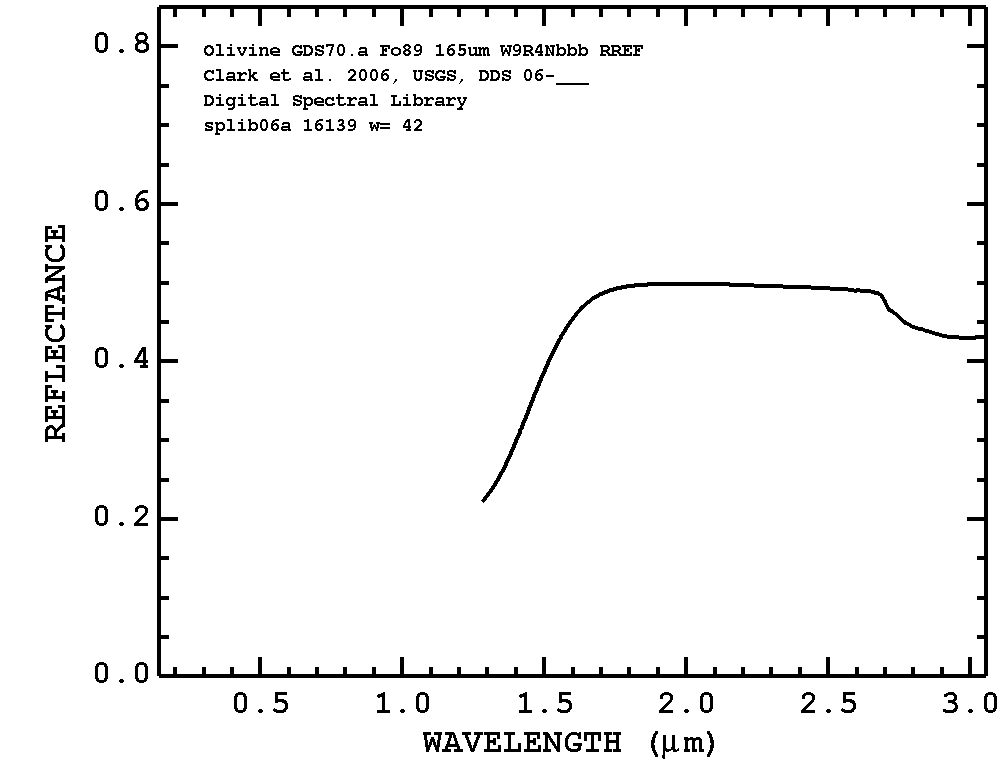 Olivine GDS70.a Fo89 165um W9R4Nbbb RREF
Clark et al. 2006, USGS, DDS 06-___
Digital Spectral Library
splib06a 16139 w= 42
REFLECTANCE
0.8
0.6
0.4
0.2
0.0
0.5 1.0 1.5 2.0 2.5 3.0
WAVELENGTH (μm)